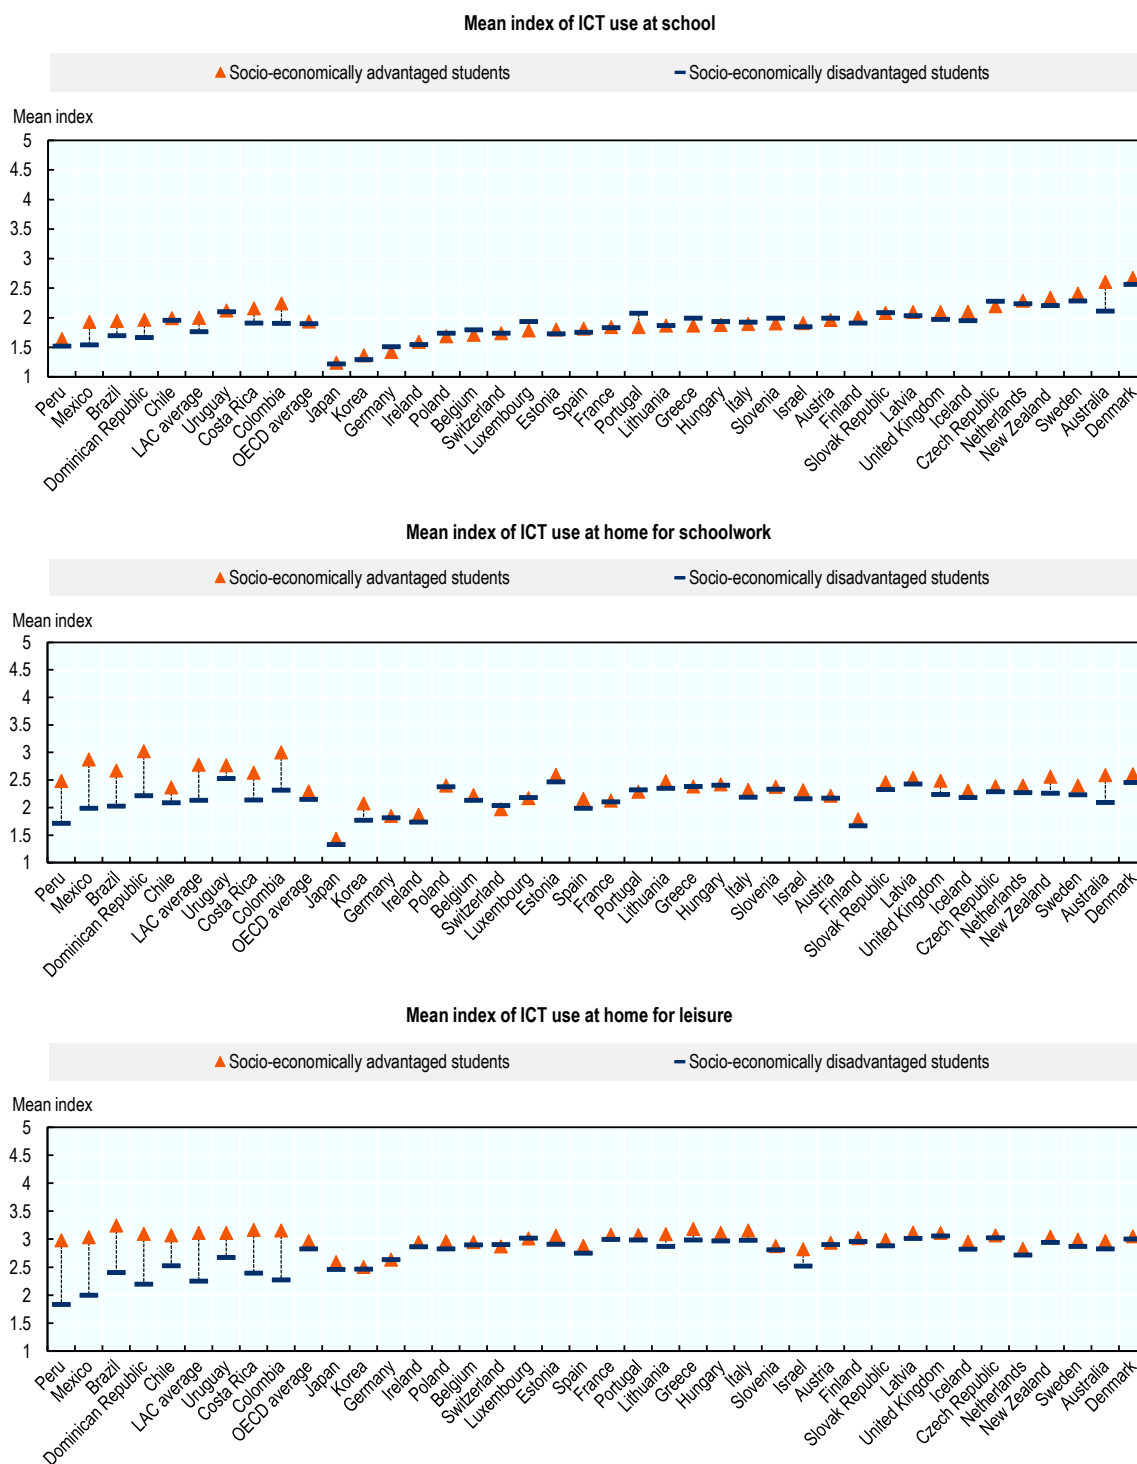 Mean index of ICT use at school
Socio-economically advantaged students
Socio-economically disadvantaged students
Mean index
5
4.5
4
3.5
3
2.5
2
1.5
1
Peru
Mexico
Brazil
Dominican Republic
Chile
LAC average
Uruguay
Costa Rica
Colombia
OECD average
Japan
Korea
Germany
Ireland
Poland
Belgium
Switzerland
Luxembourg
Estonia
Spain
France
Portugal
Lithuania
Greece
Hungary
Italy
Slovenia
Israel
Austria
Finland
Slovak Republic
Latvia
United Kingdom
Iceland
Czech Republic
Netherlands
New Zealand
Sweden
Australia
Denmark
Mean index of ICT use at home for schoolwork
Socio-economically advantaged students
Socio-economically disadvantaged students
Mean index
5
4.5
4
3.5
3
2.5
2
1.5
1
Peru
Mexico
Brazil
Dominican Republic
Chile
LAC average
Uruguay
Costa Rica
Colombia
OECD average
Japan
Korea
Germany
Ireland
Poland
Belgium
Switzerland
Luxembourg
Estonia
Spain
France
Portugal
Lithuania
Greece
Hungary
Italy
Slovenia
Israel
Austria
Finland
Slovak Republic
Latvia
United Kingdom
Iceland
Czech Republic
Netherlands
New Zealand
Sweden
Australia
Denmark
Mean index of ICT use at home for leisure
Socio-economically advantaged students
Socio-economically disadvantaged students
Mean index
5
4.5
4
3.5
3
2.5
2
1.5
1
Peru
Mexico
Brazil
Dominican Republic
Chile
LAC average
Uruguay
Costa Rica
Colombia
OECD average
Japan
Korea
Germany
Ireland
Poland
Belgium
Switzerland
Luxembourg
Estonia
Spain
France
Portugal
Lithuania
Greece
Hungary
Italy
Slovenia
Israel
Austria
Finland
Slovak Republic
Latvia
United Kingdom
Iceland
Czech Republic
Netherlands
New Zealand
Sweden
Australia
Denmark